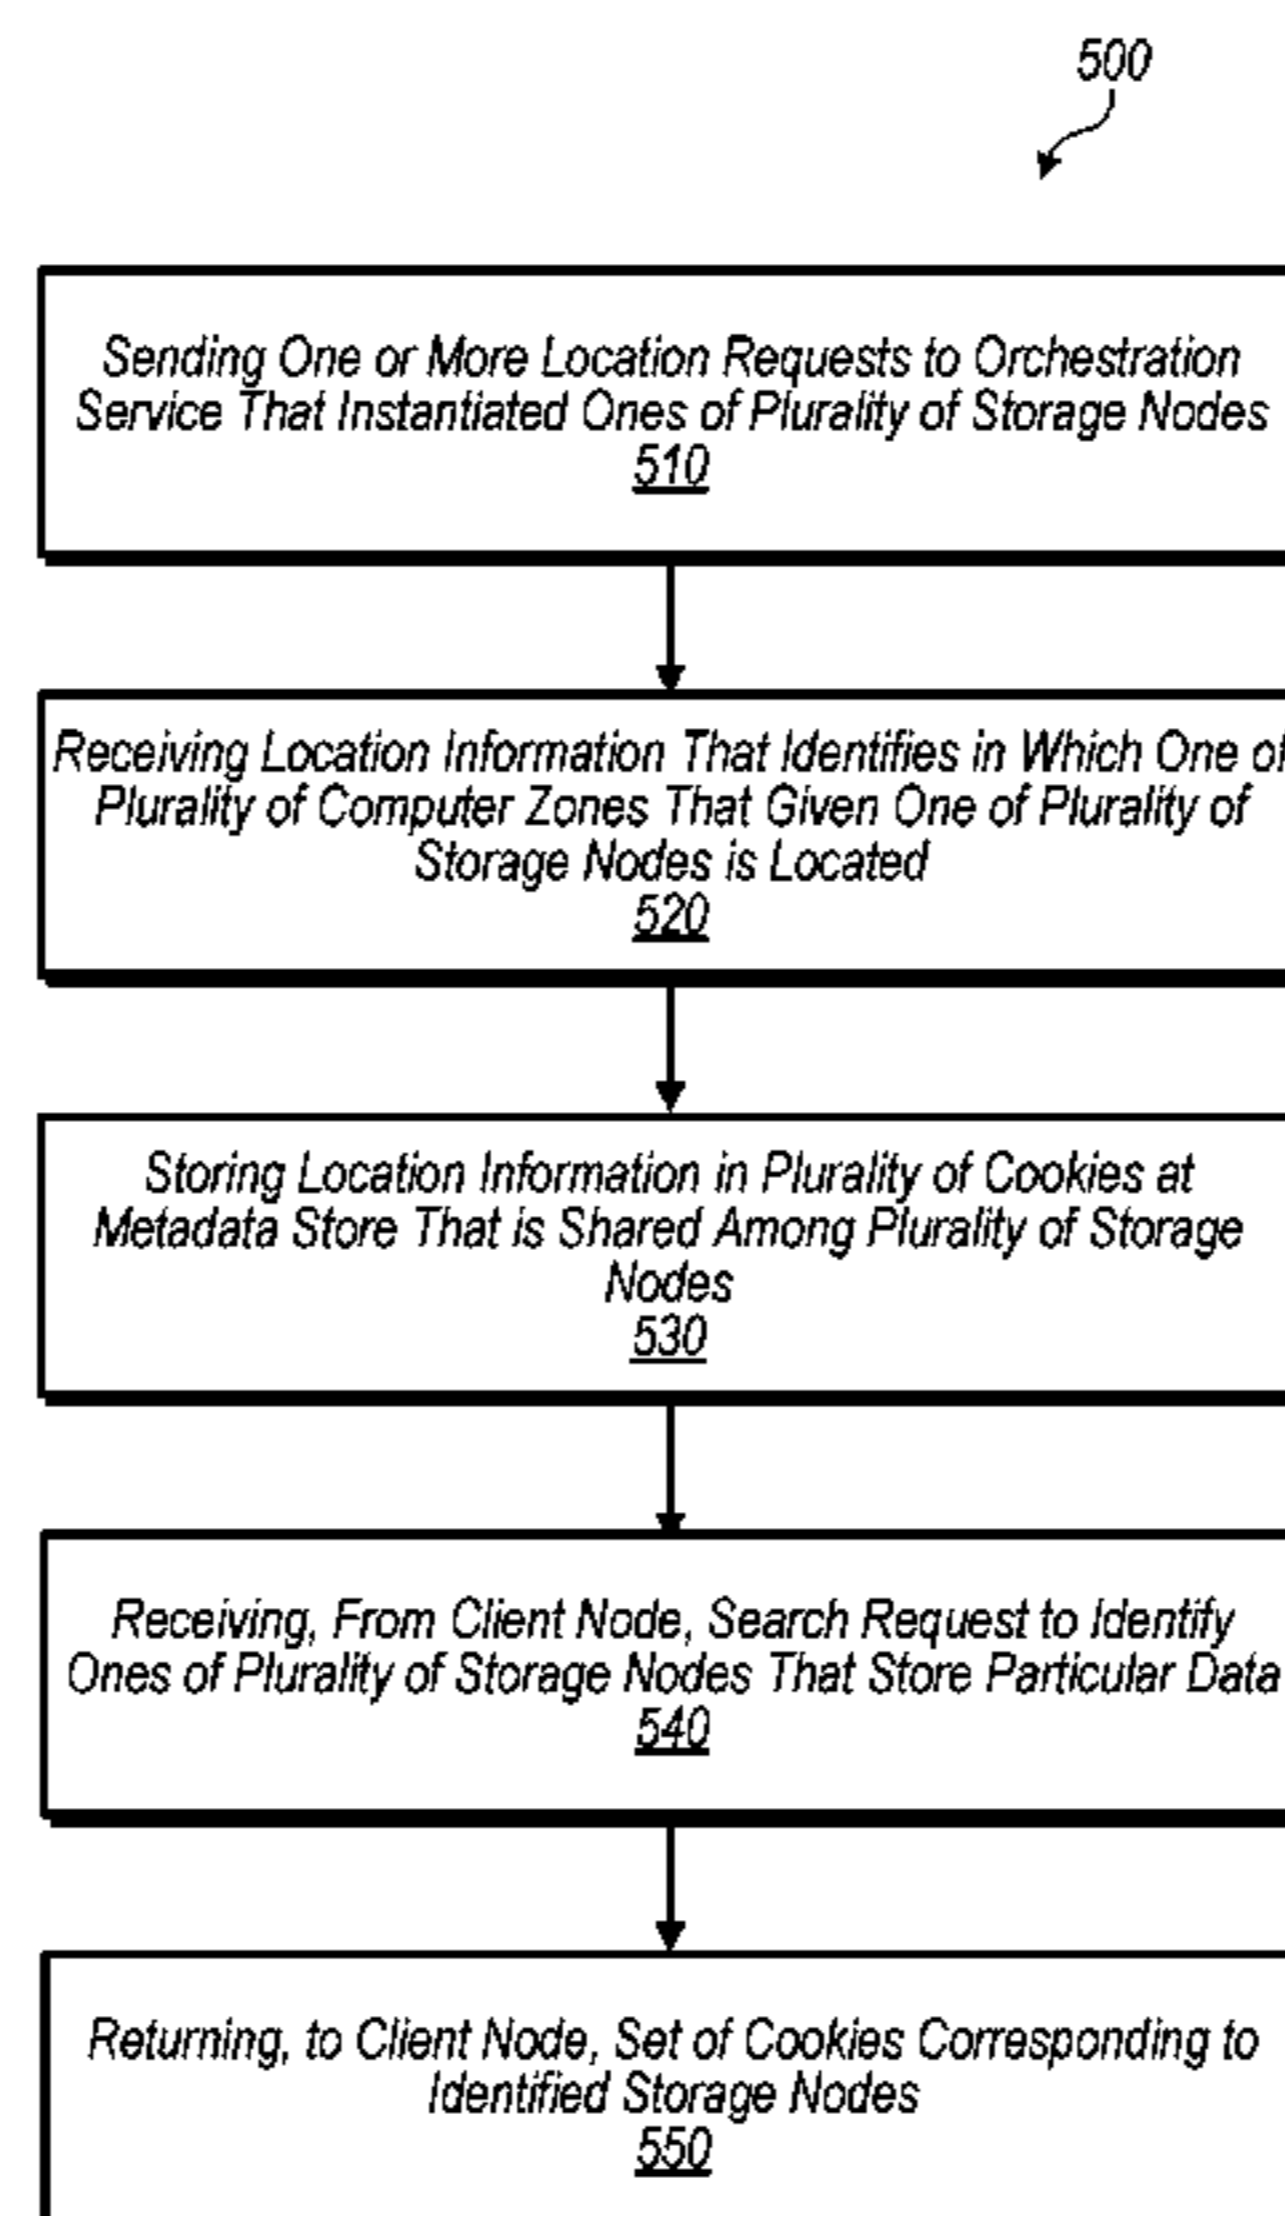 500
Sending One or More Location Requests to Orchestration
Service That Instantiated Ones of Plurality of Storage Nodes
510
Receiving Location Information That Identifies in Which One of
Plurality of Computer Zones That Given One of Plurality of
Storage Nodes is Located
520
Storing Location Information in Plurality of Cookies at
Metadata Store That is Shared Among Plurality of Storage
Nodes
530
Receiving, From Client Node, Search Request to Identify
Ones of Plurality of Storage Nodes That Store Particular Data
540
Returning, to Client Node, Set of Cookies Corresponding to
Identified Storage Nodes
550